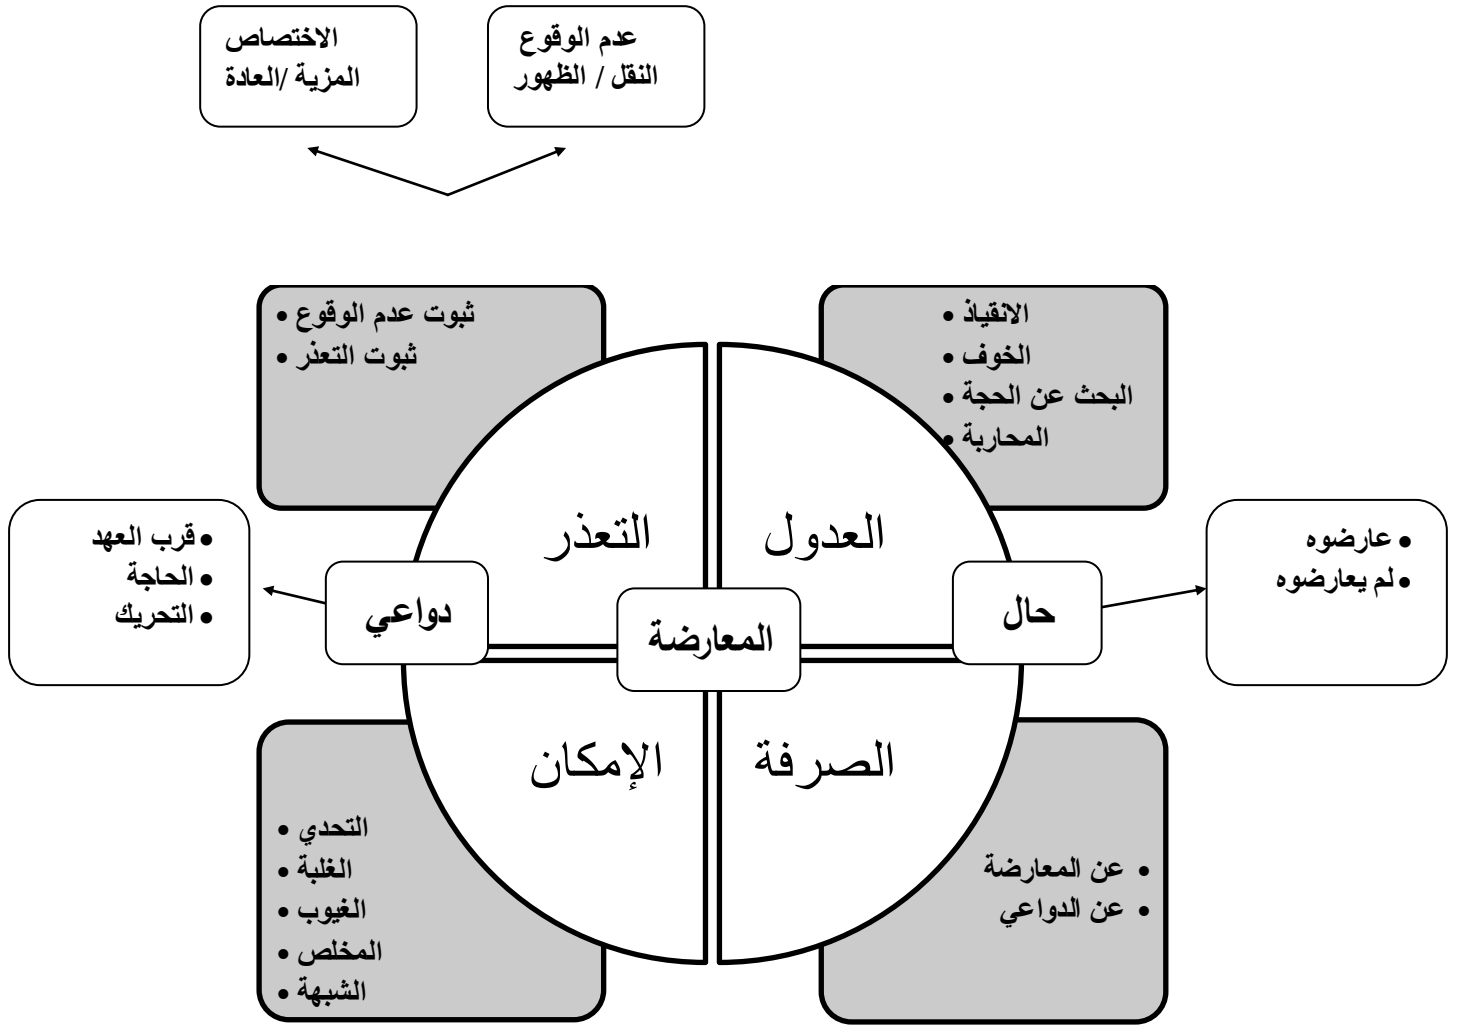 عدم الوقوع
النقل / الظهور
الاختصاص
المزية /العادة
• الانقياذ
• الخوف
• البحث عن الحجة
• المحاربة
• ثبوت عدم الوقوع
• ثبوت التعذر
العدول
التعذر
• عارضوه
• لم يعارضوه
حال
المعارضة
دواعي
• قرب العهد
• الحاجة
• التحريك
الصرفة
الإمكان
• عن المعارضة
• عن الدواعي
• التحدي
• الغلبة
• الغيوب
• المخلص
• الشبهة